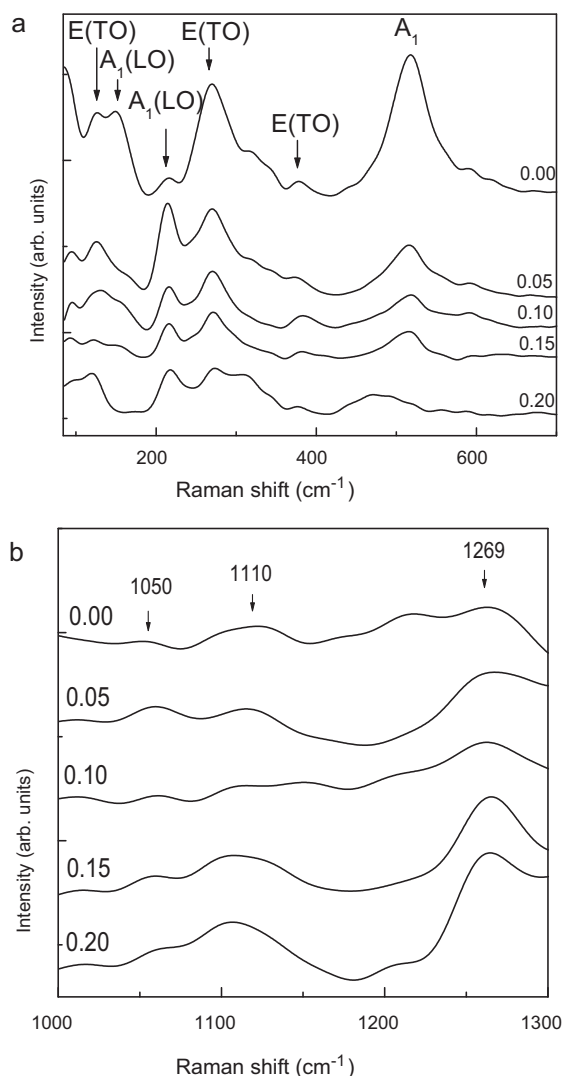 a
E(TO)
A₁(LO)
A₁(LO)
E(TO)
E(TO)
A₁
0.00
0.05
0.10
0.15
0.20
Intensity (arb. units)
200
400
600
Raman shift (cm⁻¹)
b
1050
1110
1269
0.00
0.05
0.10
0.15
0.20
Intensity (arb. units)
1000
1100
1200
1300
Raman shift (cm⁻¹)